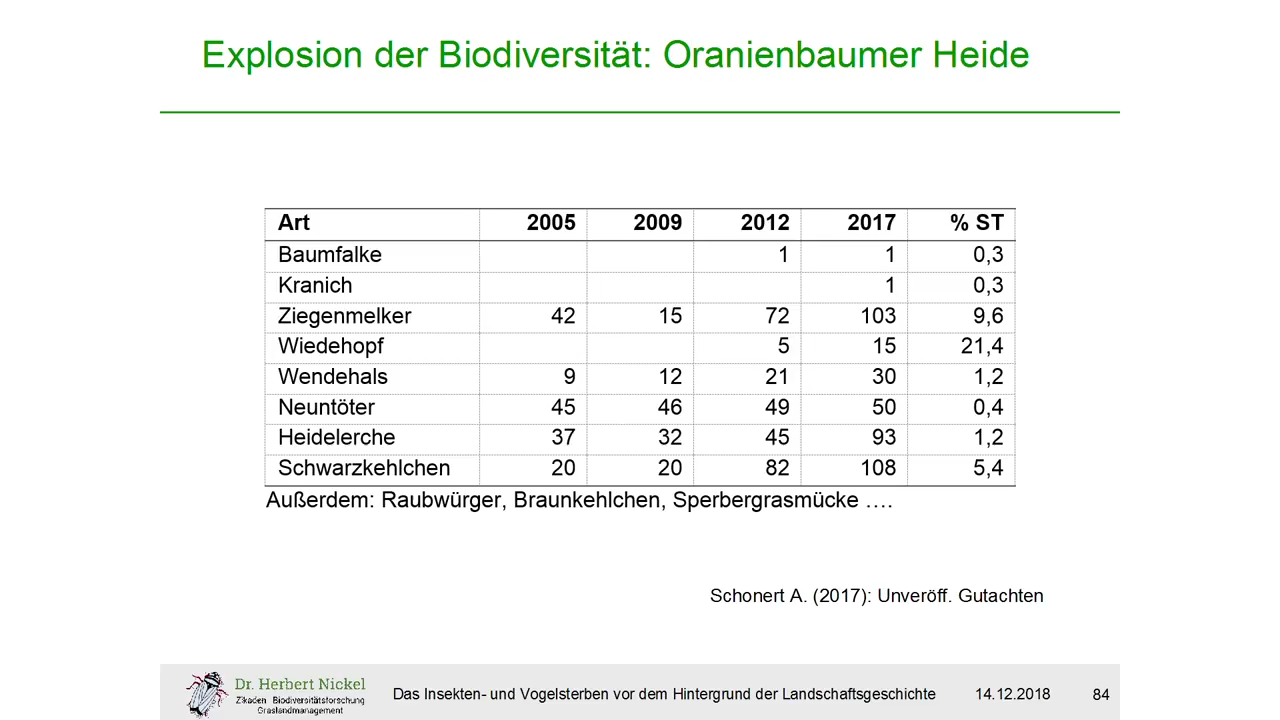 Explosion der Biodiversität: Oranienbaumer Heide
Art 2005 2009 2012 2017 % ST
Baumfalke 1 1 0,3
Kranich 1 0,3
Ziegenmelker 42 15 72 103 9,6
Wiedehopf 5 15 21,4
Wendehals 9 12 21 30 1,2
Neuntöter 45 46 49 50 0,4
Heidelerche 37 32 45 93 1,2
Schwarzkehlchen 20 20 82 108 5,4
Außerdem: Raubwürger, Braunkehlchen, Sperbergrasmücke ….
Schonert A. (2017): Unveröff. Gutachten
Dr. Herbert Nickel
Zikaden Biodiversitätsforschung
Graslandmanagement
Das Insekten- und Vogelsterben vor dem Hintergrund der Landschaftsgeschichte 14.12.2018 84